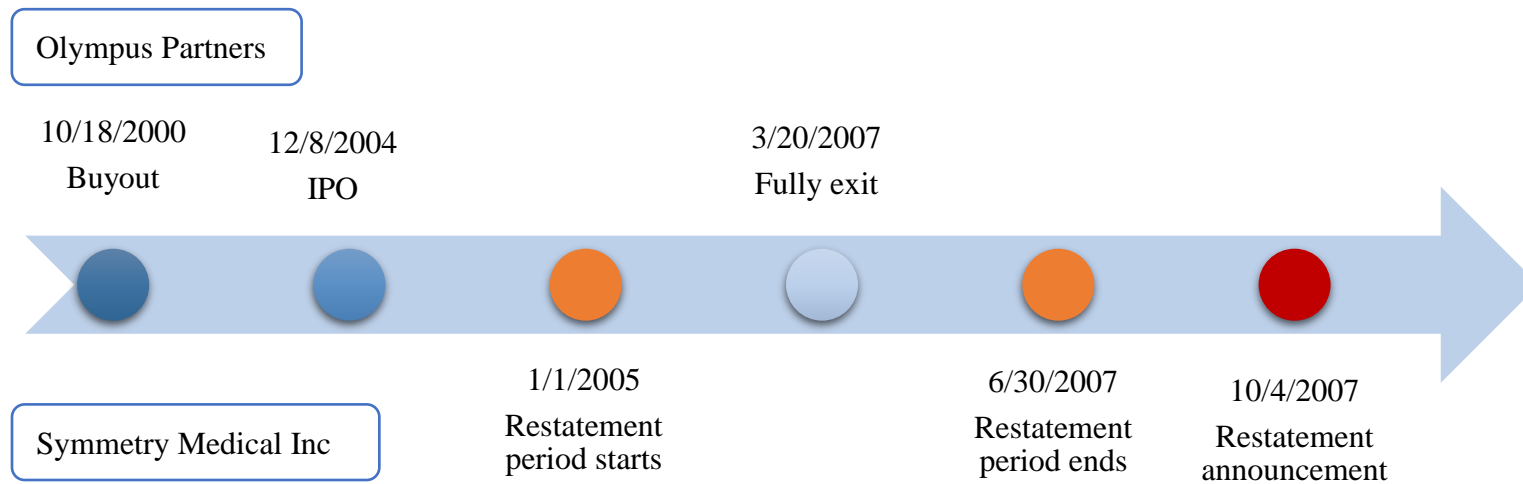 Olympus Partners
10/18/2000
Buyout
12/8/2004
IPO
3/20/2007
Fully exit
1/1/2005
Restatement
period starts
6/30/2007
Restatement
period ends
10/4/2007
Restatement
announcement
Symmetry Medical Inc